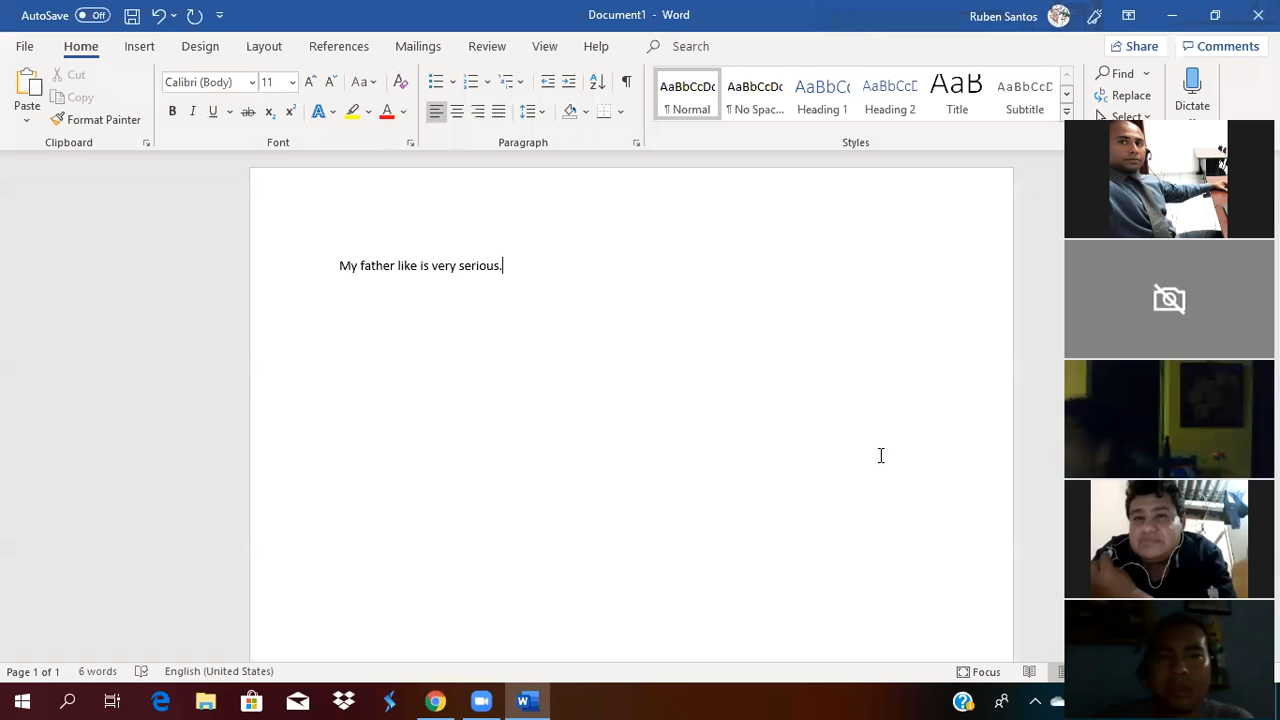 AutoSave Off Document1 - Word Ruben Santos
File Home Insert Design Layout References Mailings Review View Help Search Share Comments
Paste Cut Copy Format Painter
Calibri (Body) 11
AaBbCcDc AaBbCcDc AaBbCc AaBbCcD AaB AaBbCcD
¶ Normal ¶ No Spac... Heading 1 Heading 2 Title Subtitle
Find Replace Select Dictate
Clipboard Font Paragraph Styles
My father like is very serious.
Page 1 of 1 6 words English (United States) Focus